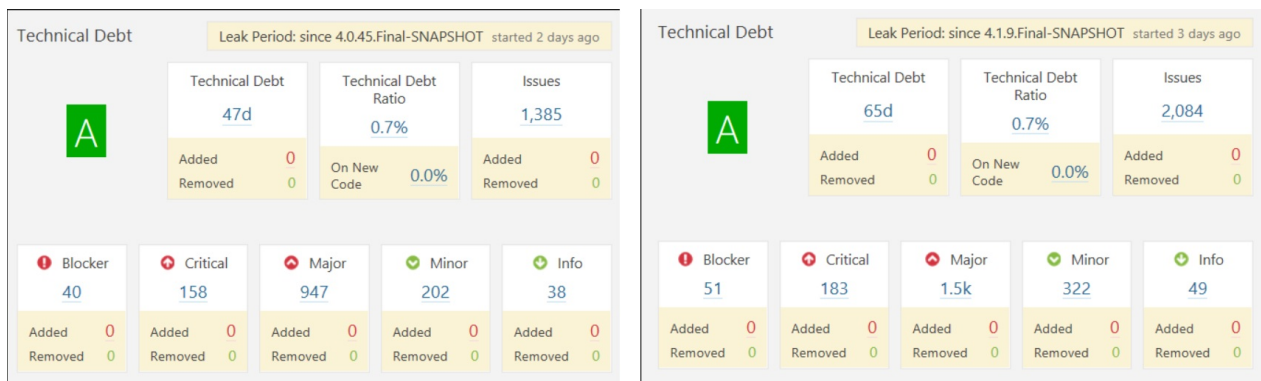 Technical Debt
Leak Period: since 4.0.45.Final-SNAPSHOT started 2 days ago
A
Technical Debt
47d
Added 0
Removed 0
Technical Debt
Ratio
0.7%
On New
Code
0.0%
Issues
1,385
Added 0
Removed 0
Blocker
40
Added 0
Removed 0
Critical
158
Added 0
Removed 0
Major
947
Added 0
Removed 0
Minor
202
Added 0
Removed 0
Info
38
Added 0
Removed 0
Technical Debt
Leak Period: since 4.1.9.Final-SNAPSHOT started 3 days ago
A
Technical Debt
65d
Added 0
Removed 0
Technical Debt
Ratio
0.7%
On New
Code
0.0%
Issues
2,084
Added 0
Removed 0
Blocker
51
Added 0
Removed 0
Critical
183
Added 0
Removed 0
Major
1.5k
Added 0
Removed 0
Minor
322
Added 0
Removed 0
Info
49
Added 0
Removed 0